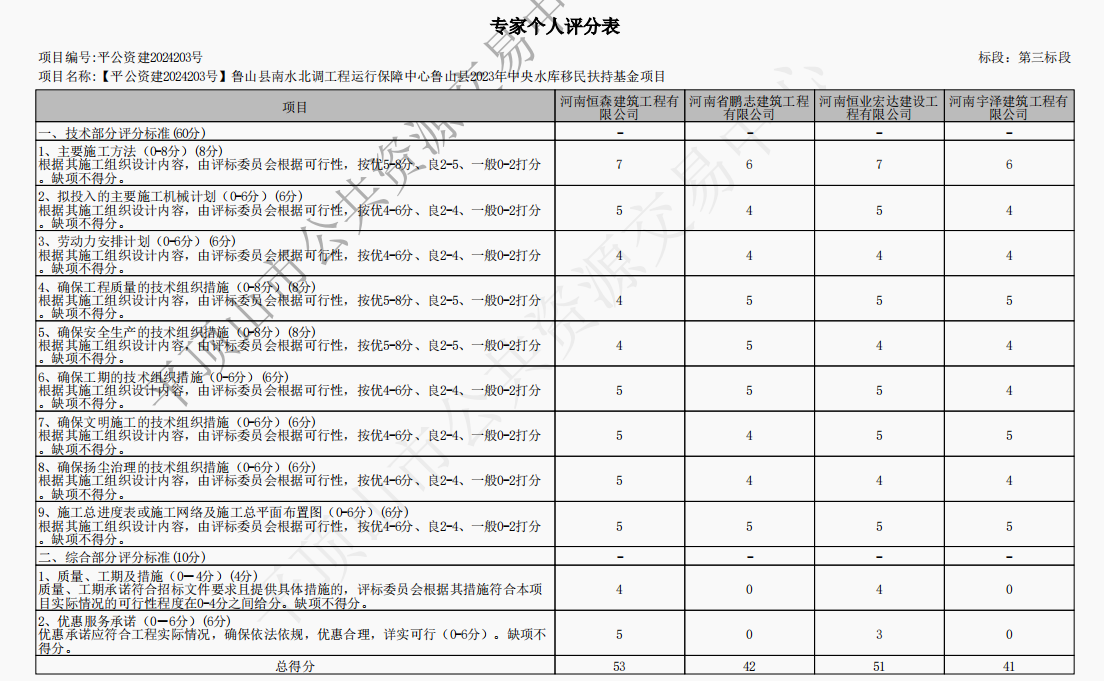 专家个人评分表
项目编号:平公资建2024203号
标段：第三标段
项目名称:【平公资建2024203号】鲁山县南水北调工程运行保障中心鲁山县2023年中央水库移民扶持基金项目
项目 河南恒森建筑工程有限公司 河南省鹏志建筑工程有限公司 河南恒业宏达建设工程有限公司 河南宇泽建筑工程有限公司
一、技术部分评分标准(60分) - - - -
1、主要施工方法（0-8分）(8分)
根据其施工组织设计内容，由评标委员会根据可行性，按优5-8分、良2-5、一般0-2打分 7 6 7 6
。缺项不得分。
2、拟投入的主要施工机械计划（0-6分）(6分)
根据其施工组织设计内容，由评标委员会根据可行性，按优4-6分、良2-4、一般0-2打分 5 4 5 4
。缺项不得分。
3、劳动力安排计划（0-6分）(6分)
根据其施工组织设计内容，由评标委员会根据可行性，按优4-6分、良2-4、一般0-2打分 4 4 4 4
。缺项不得分。
4、确保工程质量的技术组织措施（0-8分）(8分)
根据其施工组织设计内容，由评标委员会根据可行性，按优5-8分、良2-5、一般0-2打分 4 5 5 5
。缺项不得分。
5、确保安全生产的技术组织措施（0-8分）(8分)
根据其施工组织设计内容，由评标委员会根据可行性，按优5-8分、良2-5、一般0-2打分 4 5 4 4
。缺项不得分。
6、确保工期的技术组织措施（0-6分）(6分)
根据其施工组织设计内容，由评标委员会根据可行性，按优4-6分、良2-4、一般0-2打分 5 5 5 4
。缺项不得分。
7、确保文明施工的技术组织措施（0-6分）(6分)
根据其施工组织设计内容，由评标委员会根据可行性，按优4-6分、良2-4、一般0-2打分 5 4 5 5
。缺项不得分。
8、确保扬尘治理的技术组织措施（0-6分）(6分)
根据其施工组织设计内容，由评标委员会根据可行性，按优4-6分、良2-4、一般0-2打分 5 4 4 4
。缺项不得分。
9、施工总进度表或施工网络及施工总平面布置图（0-6分）(6分)
根据其施工组织设计内容，由评标委员会根据可行性，按优4-6分、良2-4、一般0-2打分 5 5 5 5
。缺项不得分。
二、综合部分评分标准(10分) - - - -
1、质量、工期及措施（0—4分）(4分)
质量、工期承诺符合招标文件要求且提供具体措施的，评标委员会根据其措施符合本项 4 0 4 0
目实际情况的可行性程度在0-4分之间给分。缺项不得分。
2、优惠服务承诺（0—6分）(6分)
优惠承诺应符合工程实际情况，确保依法依规，优惠合理，详实可行（0-6分）。缺项不 5 0 3 0
得分。
总得分 53 42 51 41
平顶山市公共资源交易中
平顶山市公共资源交易中心